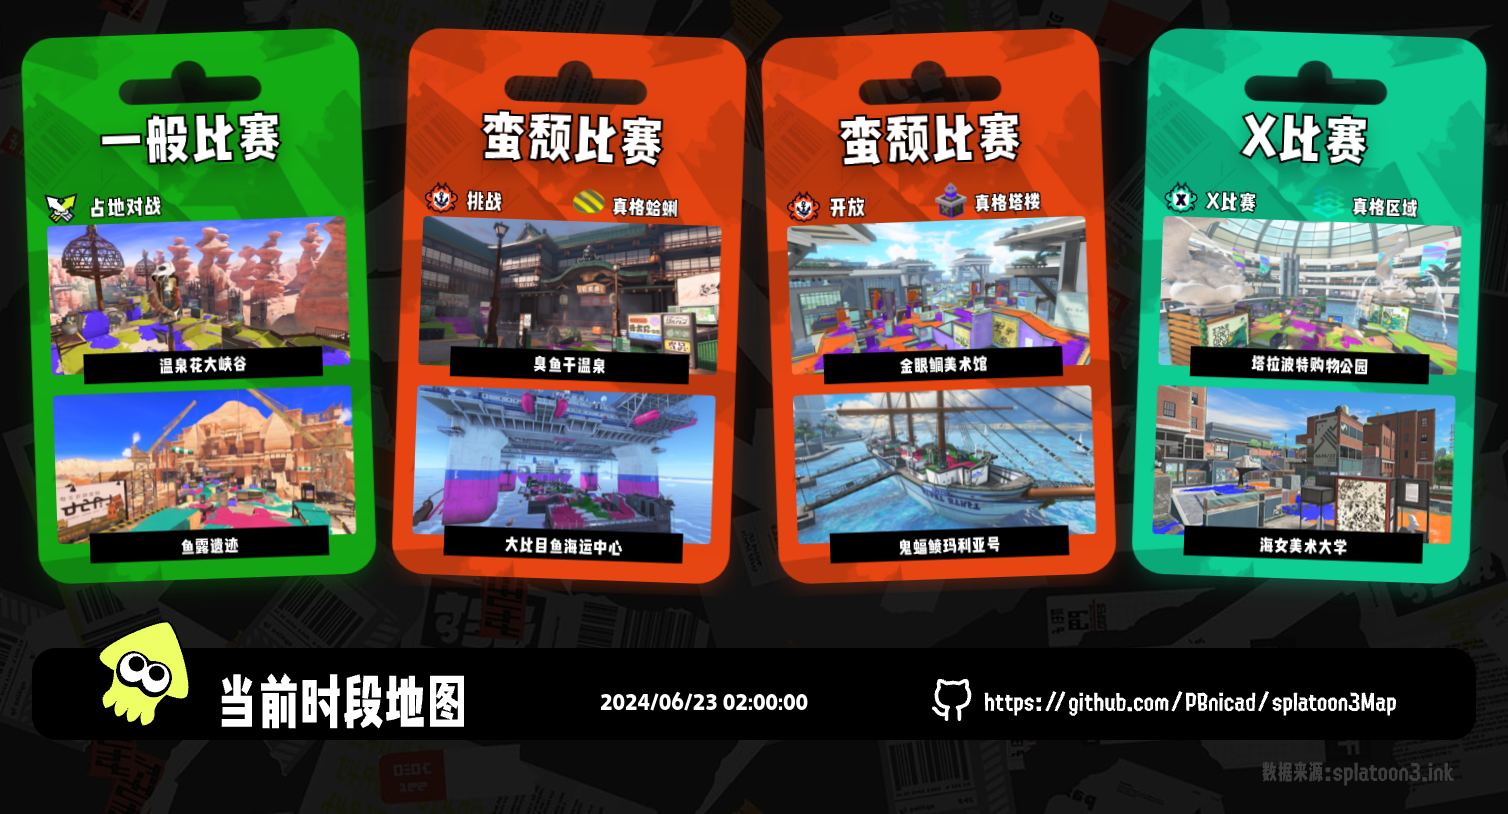 一般比赛
占地对战
温泉花大峡谷
鱼露遗迹
蛮颓比赛
挑战
真格蛤蜊
臭鱼干温泉
大比目鱼海运中心
蛮颓比赛
开放
真格塔楼
金眼鲷美术馆
鬼蝠鲼玛利亚号
X比赛
X比赛
真格区域
塔拉波特购物公园
海女美术大学
当前时段地图
2024/06/23 02:00:00
https://github.com/PBnicad/splatoon3Map
数据来源:splatoon3.ink